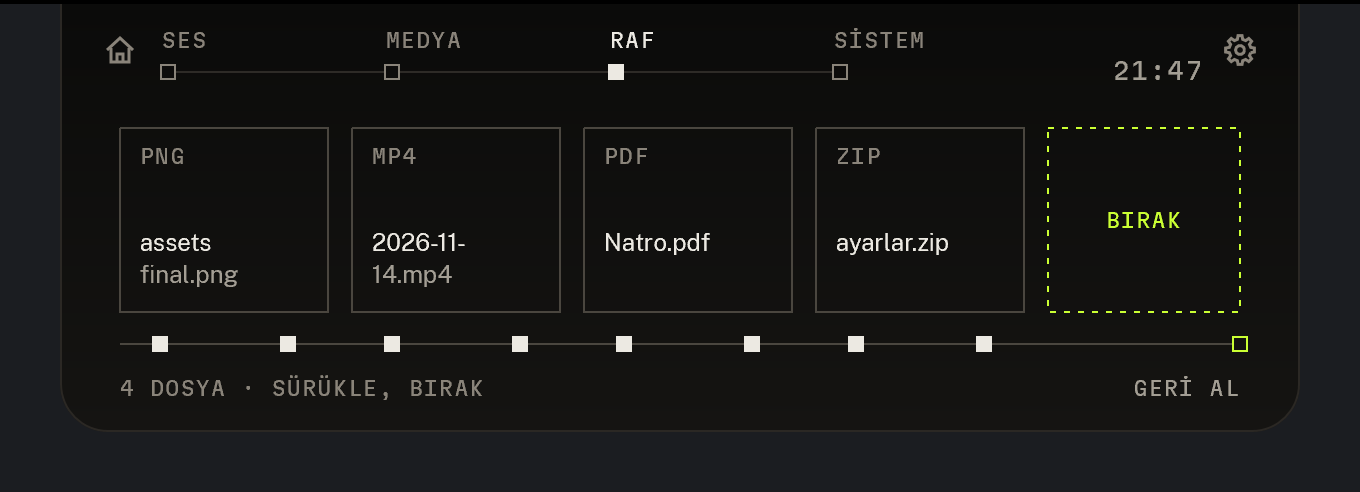 SES
MEDYA
RAF
SİSTEM
21:47
PNG
assets
final.png
MP4
2026-11-
14.mp4
PDF
Natro.pdf
ZIP
ayarlar.zip
BIRAK
4 DOSYA · SÜRÜKLE, BIRAK
GERİ AL